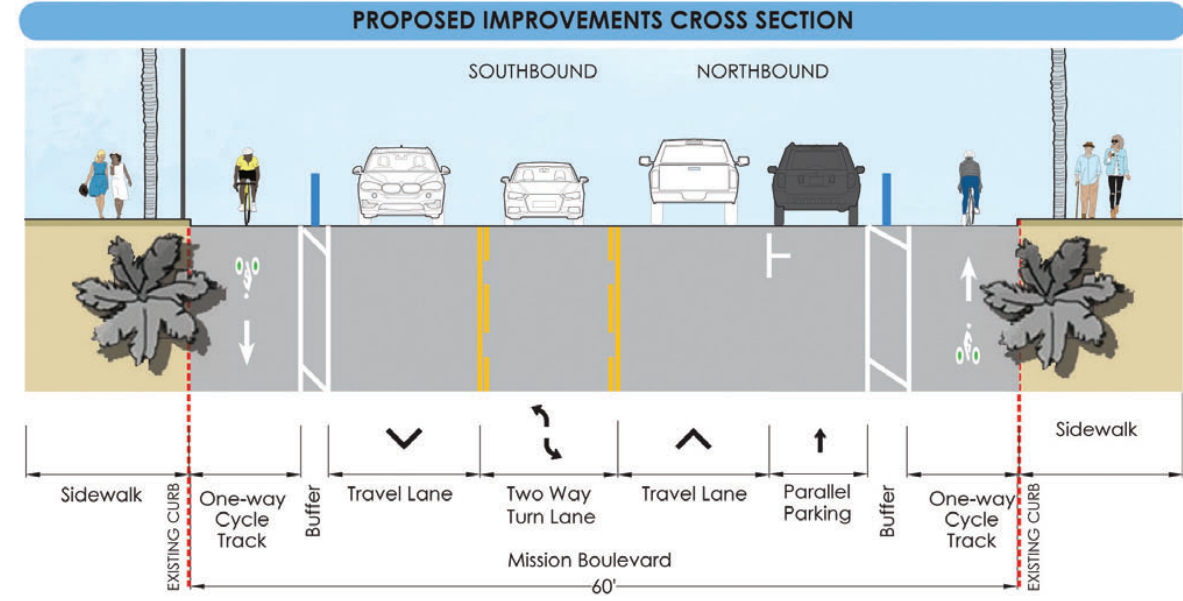 PROPOSED IMPROVEMENTS CROSS SECTION
SOUTHBOUND
NORTHBOUND
Sidewalk
EXISTING CURB
One-way
Cycle
Track
Buffer
Travel Lane
Two Way
Turn Lane
Travel Lane
Parallel
Parking
Buffer
One-way
Cycle
Track
EXISTING CURB
Sidewalk
Mission Boulevard
60'